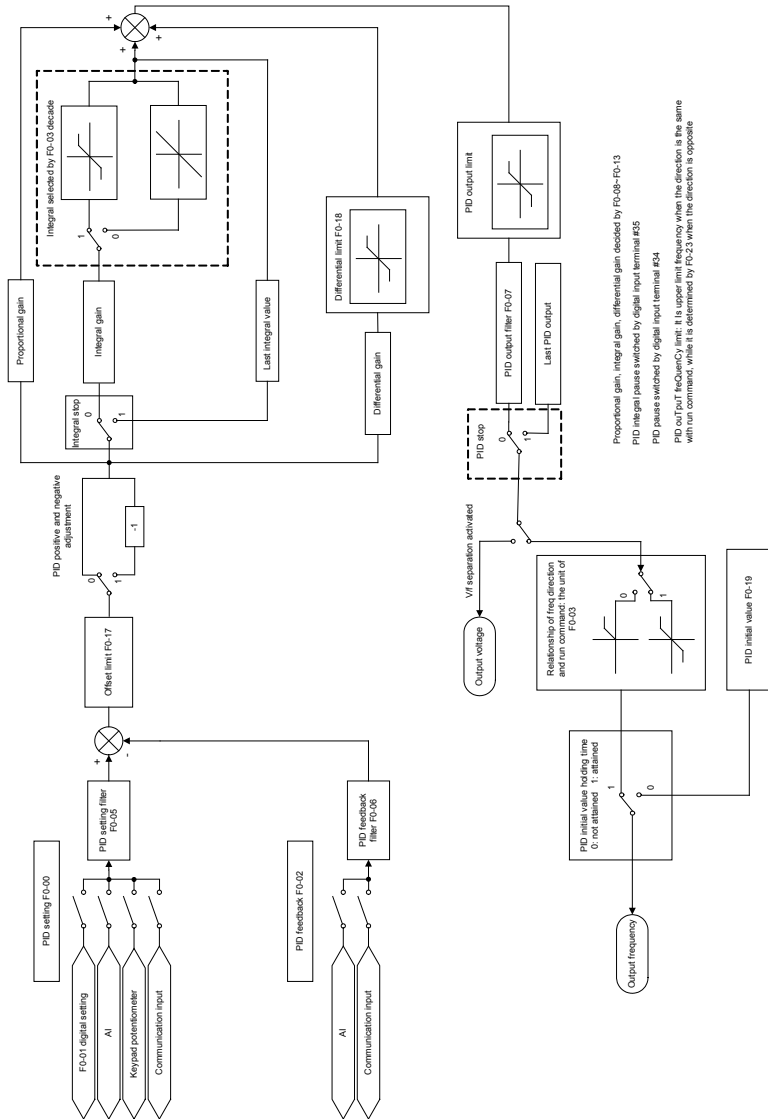 PID setting F0-00
F0-01 digital setting
AI
Keypad potentiometer
Communication input
PID setting filter
F0-05
+
-
PID feedback F0-02
AI
Communication input
PID feedback
filter F0-06
Offset limit F0-17
PID positive and negative
adjustment
0
1
-1
Integral stop
0
1
Proportional gain
Integral gain
Last integral value
Differential gain
Integral selected by F0-03 decade
1
0
Differential limit F0-18
+
+
+
PID output limit
PID output filter F0-07
Last PID output
PID stop
0
1
V/f separation activated
Output voltage
Relationship of freq direction
and run command: the unit of
F0-03
0
1
PID initial value F0-19
PID initial value holding time
0: not attained 1: attained
1
0
Output frequency
Proportional gain, integral gain, differential gain decided by F0-08~F0-13
PID integral pause switched by digital input terminal #35
PID pause switched by digital input terminal #34
PID ouTpuT freQuenCy limit: It Is upper limit frequency when the direction is the same
with run command, while it is determined by F0-23 when the direction is opposite